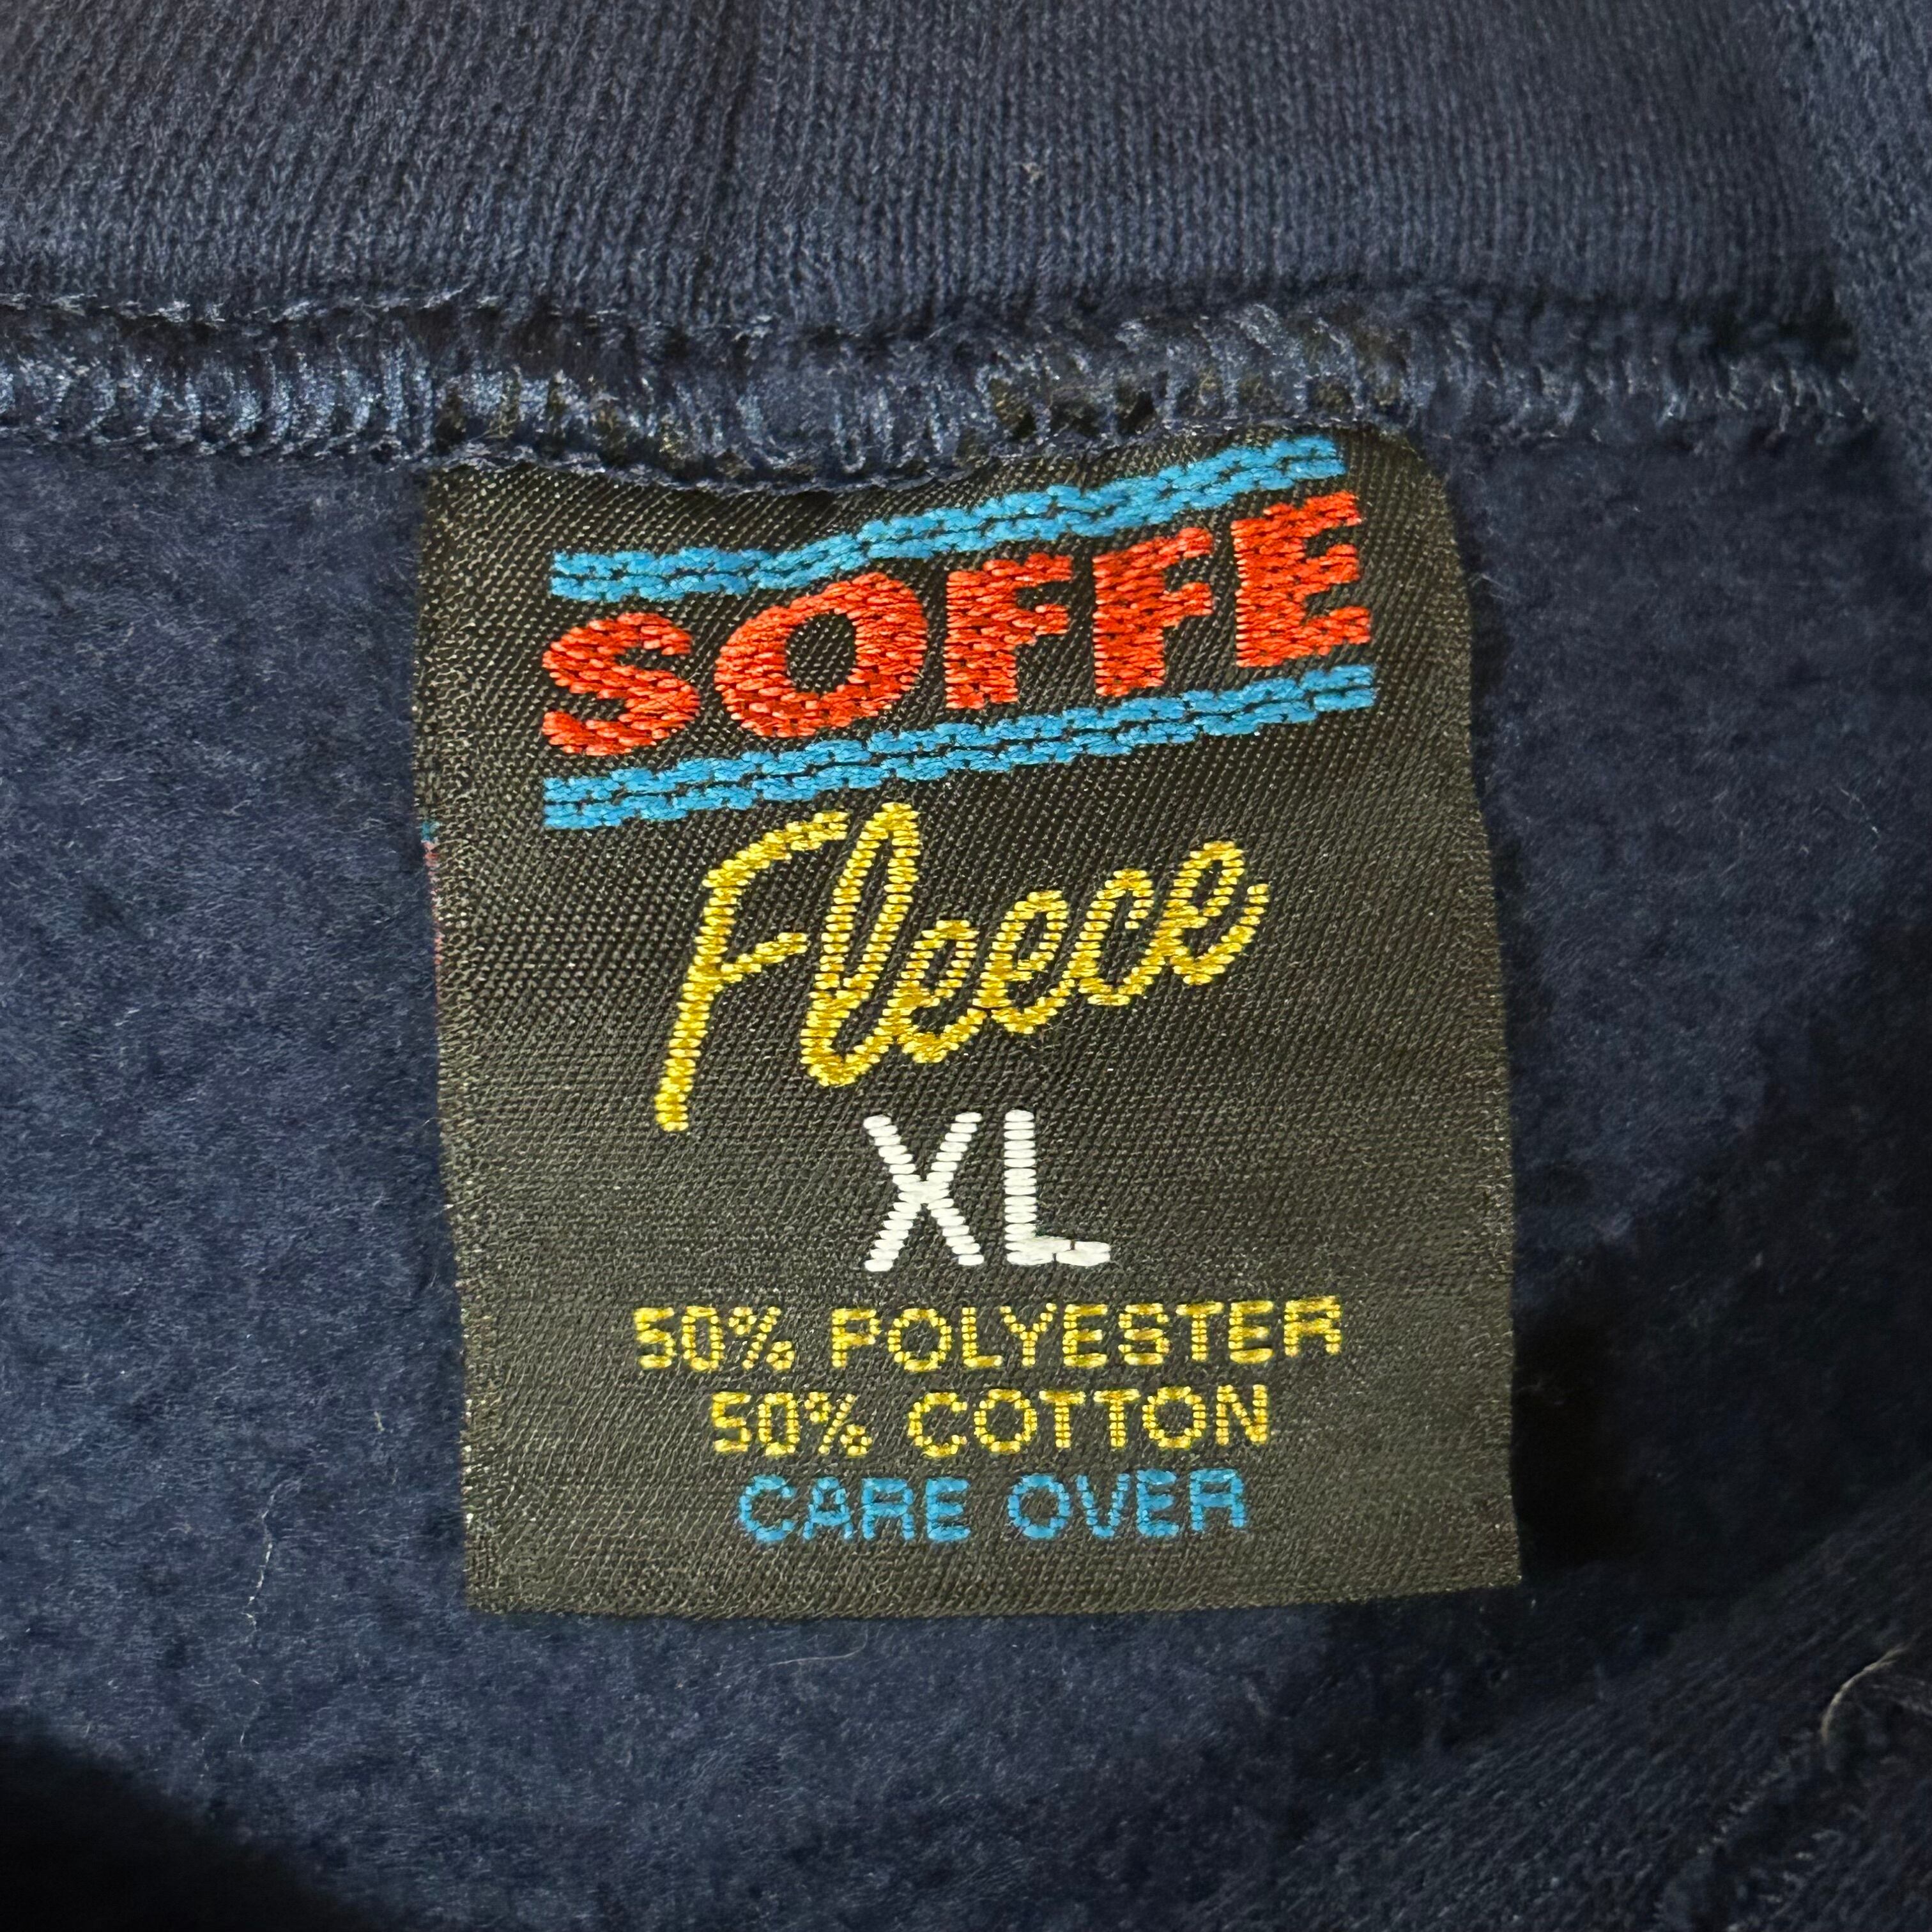 SOFFE
Fleece
XL
50% POLYESTER
50% COTTON
CARE OVER